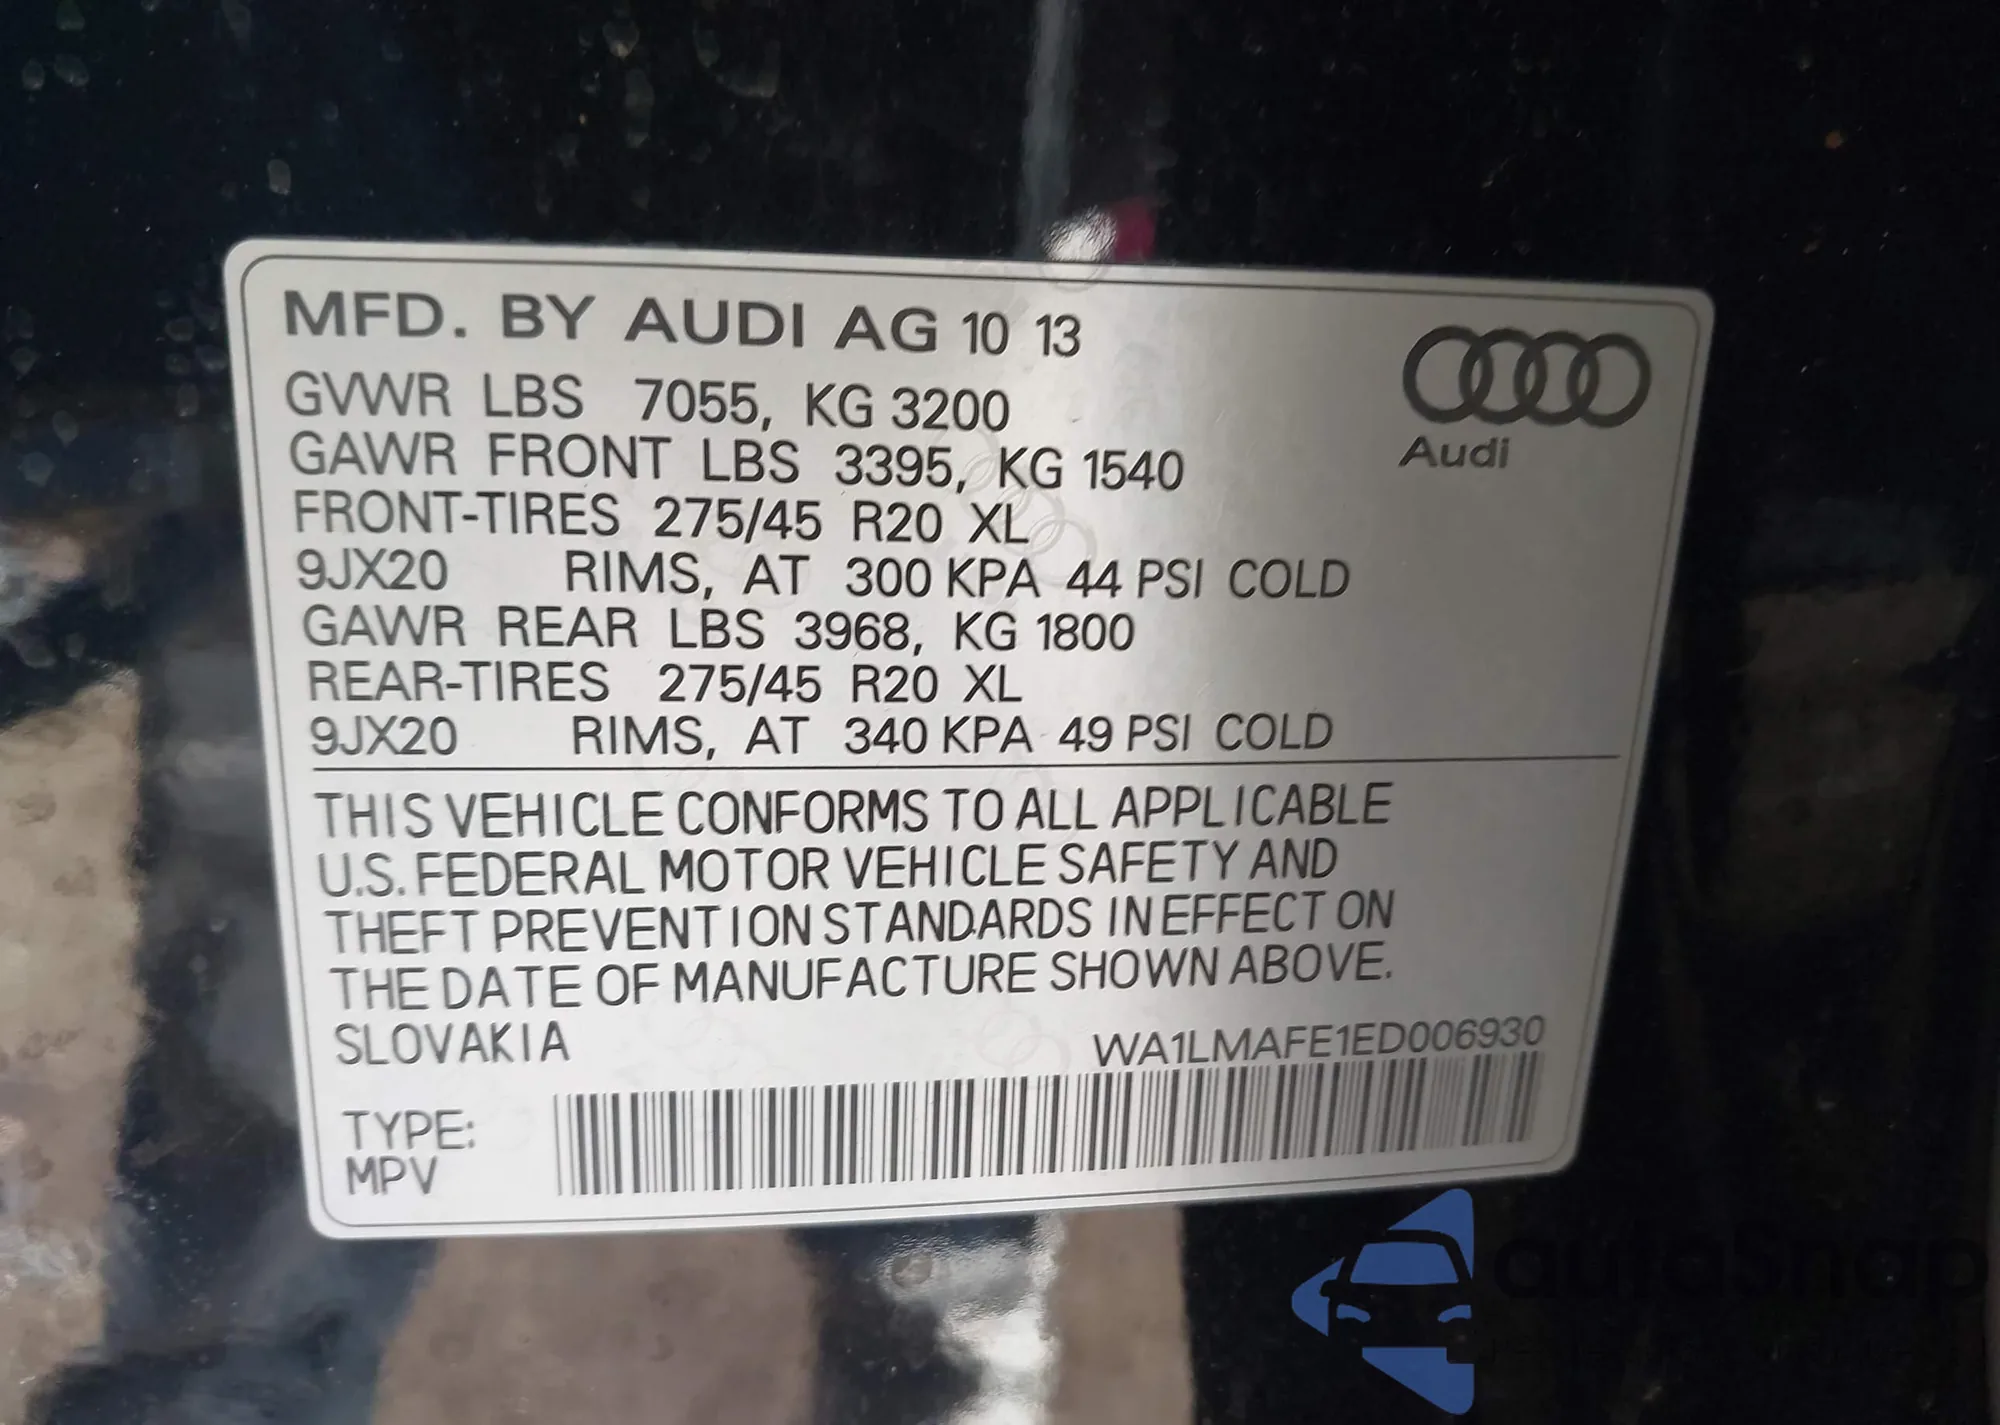 MFD. BY AUDI AG 10 13
GVWR LBS 7055, KG 3200
GAWR FRONT LBS 3395, KG 1540
FRONT-TIRES 275/45 R20 XL
9JX20 RIMS, AT 300 KPA 44 PSI COLD
GAWR REAR LBS 3968, KG 1800
REAR-TIRES 275/45 R20 XL
9JX20 RIMS, AT 340 KPA 49 PSI COLD
Audi
THIS VEHICLE CONFORMS TO ALL APPLICABLE
U.S. FEDERAL MOTOR VEHICLE SAFETY AND
THEFT PREVENTION STANDARDS IN EFFECT ON
THE DATE OF MANUFACTURE SHOWN ABOVE.
SLOVAKIA
WA1LMAFE1ED006930
TYPE:
MPV